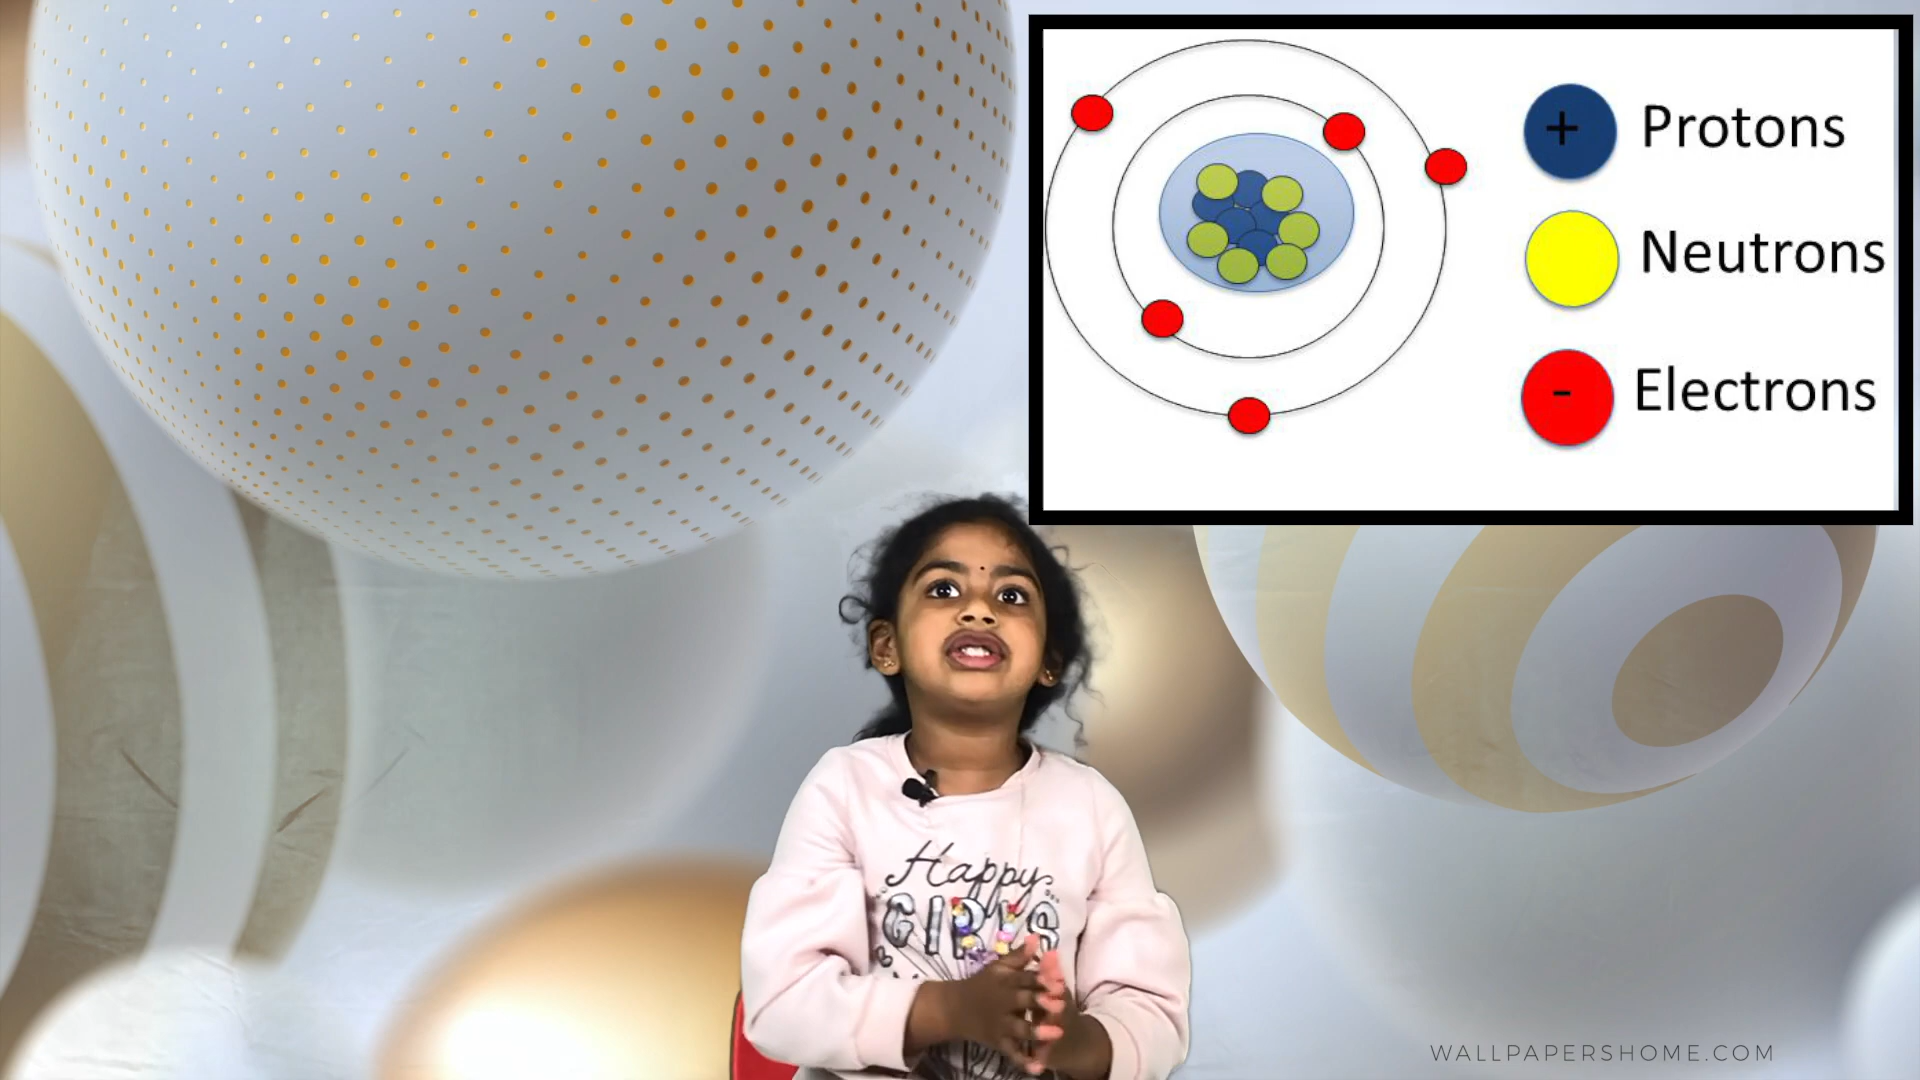 + Protons
Neutrons
- Electrons
Happy
GIRLS
WALLPAPERSHOME.COM